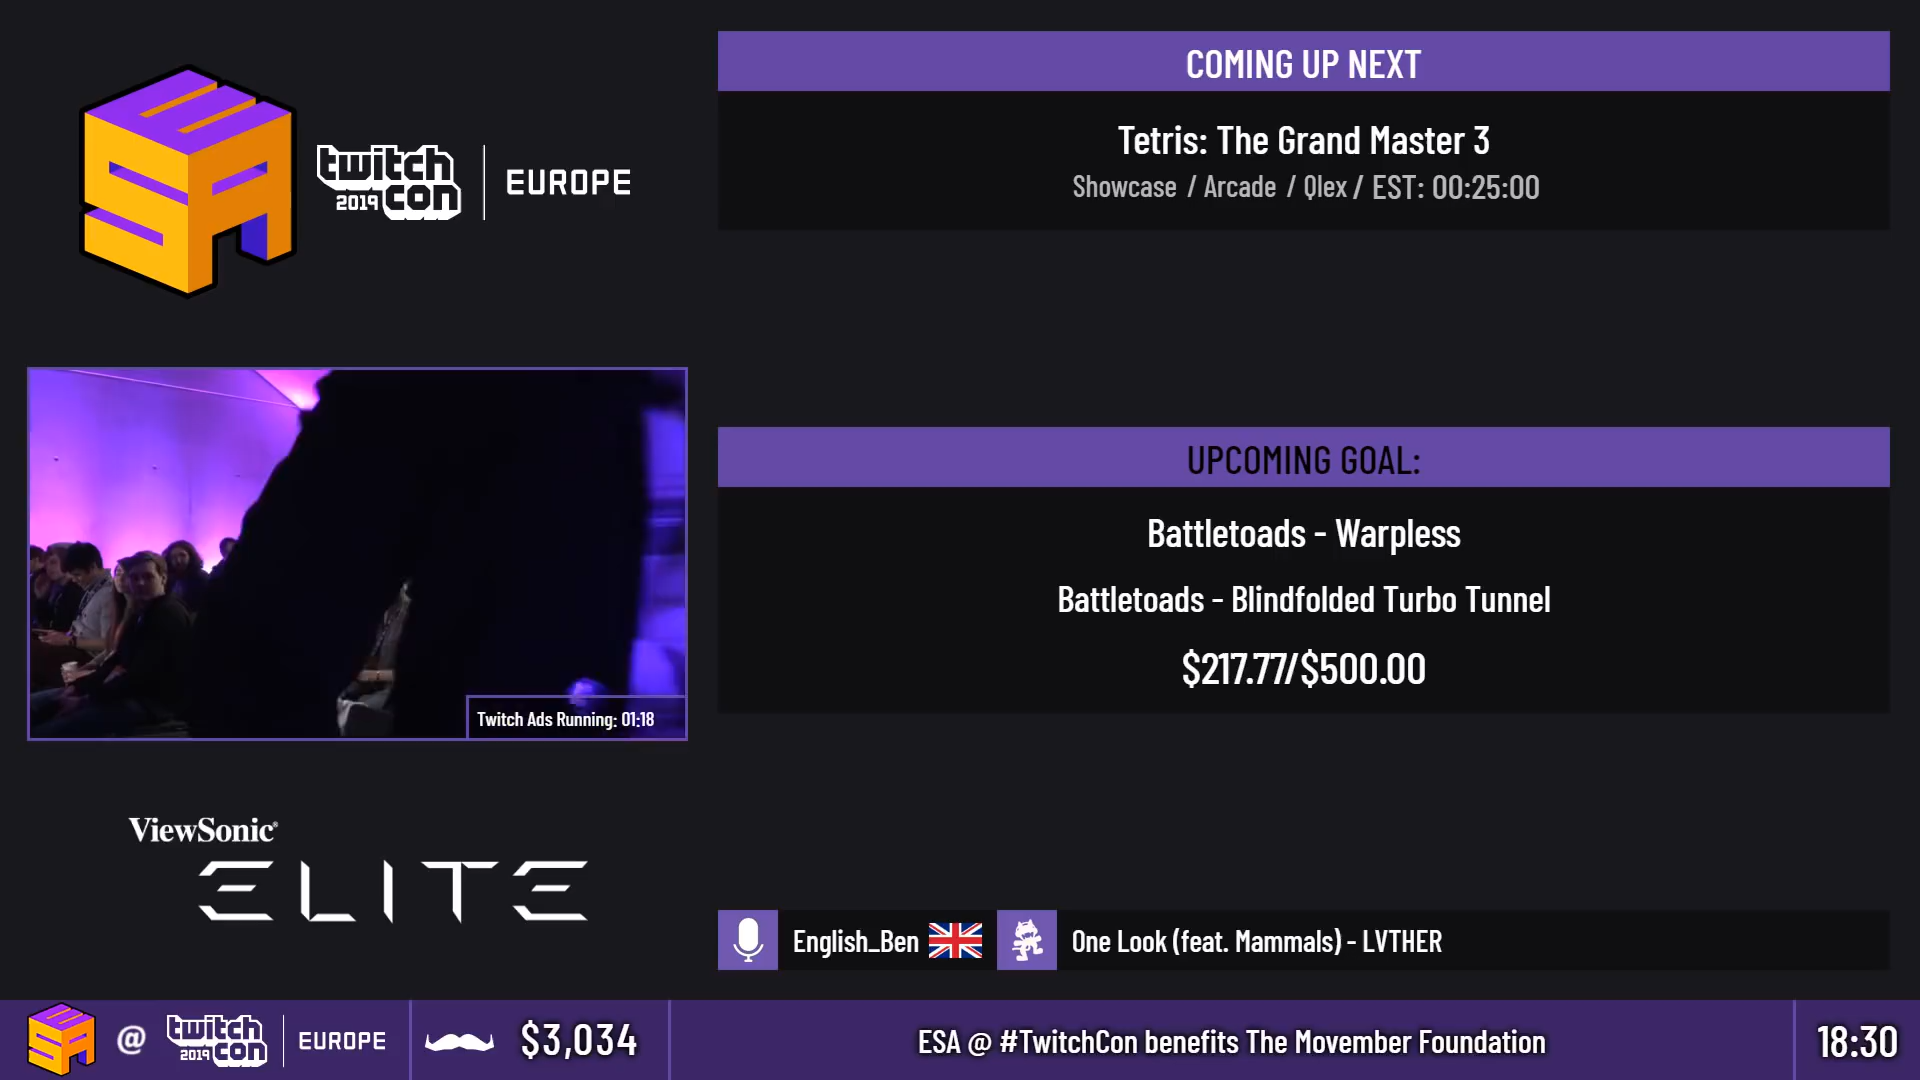 ESA
twitch
2019 con
EUROPE
COMING UP NEXT
Tetris: The Grand Master 3
Showcase / Arcade / Qlex / EST: 00:25:00
Twitch Ads Running: 01:18
UPCOMING GOAL:
Battletoads - Warpless
Battletoads - Blindfolded Turbo Tunnel
$217.77/$500.00
ViewSonic®
ELITE
English_Ben
One Look (feat. Mammals) - LVTHER
ESA @ twitch
2019 con
EUROPE
$3,034
ESA @ #TwitchCon benefits The Movember Foundation
18:30